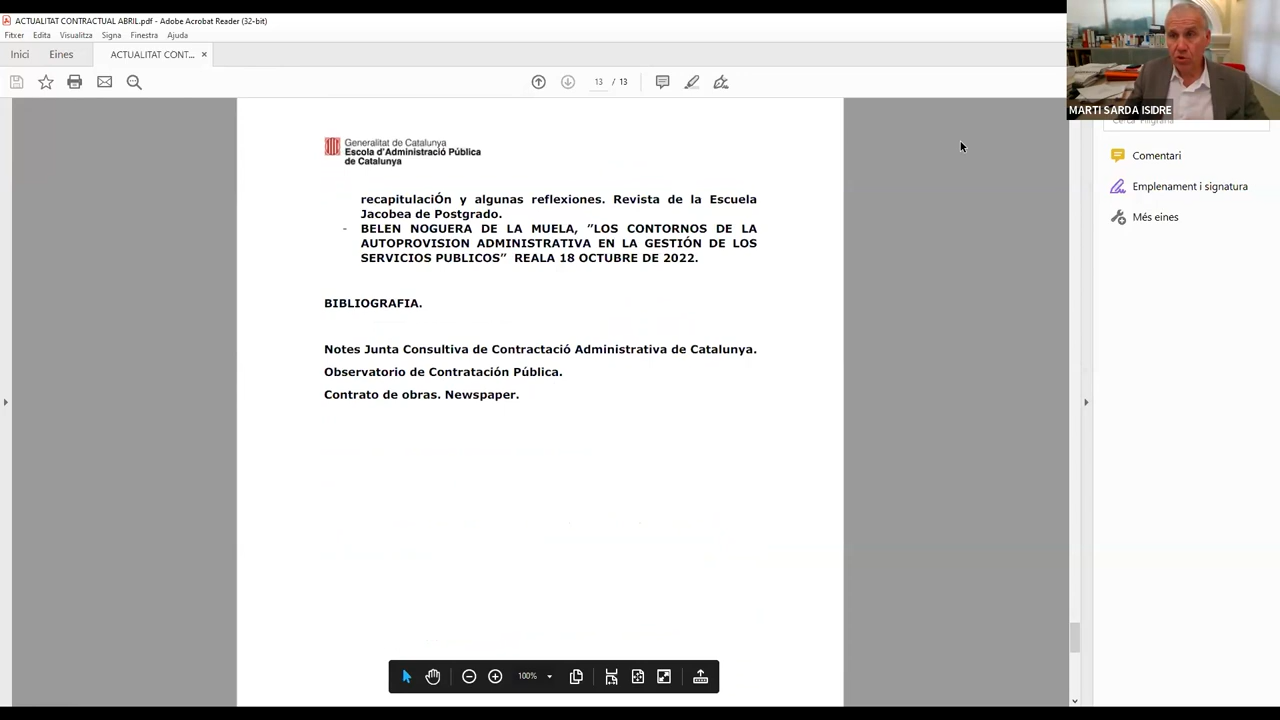 ACTUALITAT CONTRACTUAL ABRIL.pdf - Adobe Acrobat Reader (32-bit)
Fitxer Edita Visualitza Signa Finestra Ajuda
Inici Eines ACTUALITAT CONT... ×
13 / 13
MARTI SARDA ISIDRE
Cerca 'Filigrana'
Comentari
Emplenament i signatura
Més eines
Generalitat de Catalunya
Escola d'Administració Pública
de Catalunya
recapitulaciÓn y algunas reflexiones. Revista de la Escuela
Jacobea de Postgrado.
- BELEN NOGUERA DE LA MUELA, ”LOS CONTORNOS DE LA
AUTOPROVISION ADMINISTRATIVA EN LA GESTIÓN DE LOS
SERVICIOS PUBLICOS” REALA 18 OCTUBRE DE 2022.
BIBLIOGRAFIA.
Notes Junta Consultiva de Contractació Administrativa de Catalunya.
Observatorio de Contratación Pública.
Contrato de obras. Newspaper.
100%